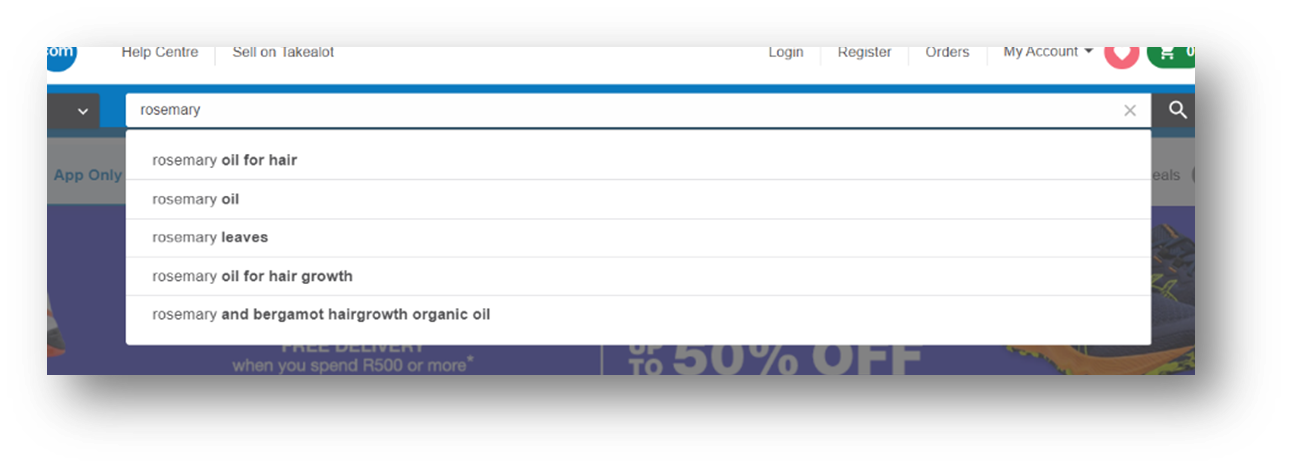 .com Help Centre Sell on Takealot Login Register Orders My Account 0
rosemary
rosemary oil for hair
App Only eals
rosemary oil
rosemary leaves
rosemary oil for hair growth
rosemary and bergamot hairgrowth organic oil
FREE DELIVERY
when you spend R500 or more*
UP TO 50% OFF